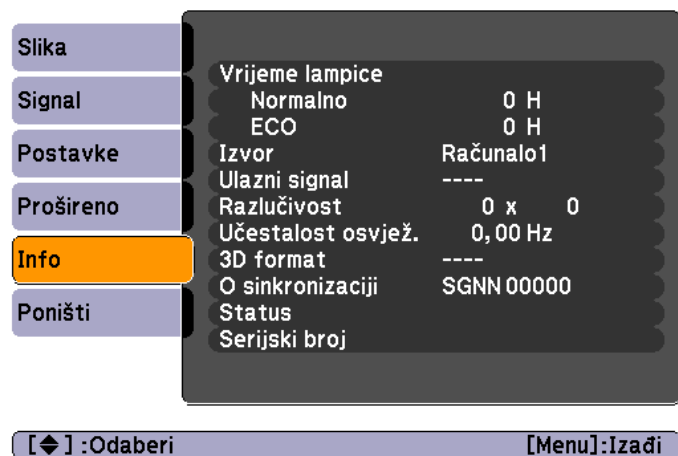 Slika
Signal
Postavke
Prošireno
Info
Poništi
Vrijeme lampice
Normalno 0 H
ECO 0 H
Izvor Računalo1
Ulazni signal ----
Razlučivost 0 x 0
Učestalost osvjež. 0,00 Hz
3D format ----
O sinkronizaciji SGNN 00000
Status
Serijski broj
[◆] :Odaberi [Menu]:Izađi